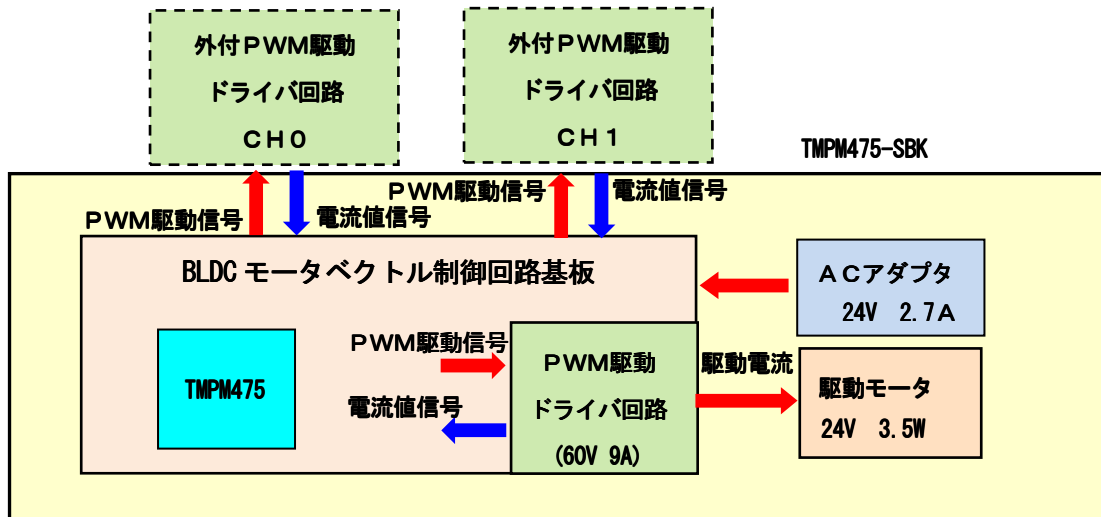 外付PWM駆動
ドライバ回路
CH0
外付PWM駆動
ドライバ回路
CH1
TMPM475-SBK
PWM駆動信号
電流値信号
PWM駆動信号
電流値信号
BLDC モータベクトル制御回路基板
ACアダプタ
24V 2.7A
TMPM475
PWM駆動信号
電流値信号
PWM駆動
ドライバ回路
(60V 9A)
駆動電流
駆動モータ
24V 3.5W